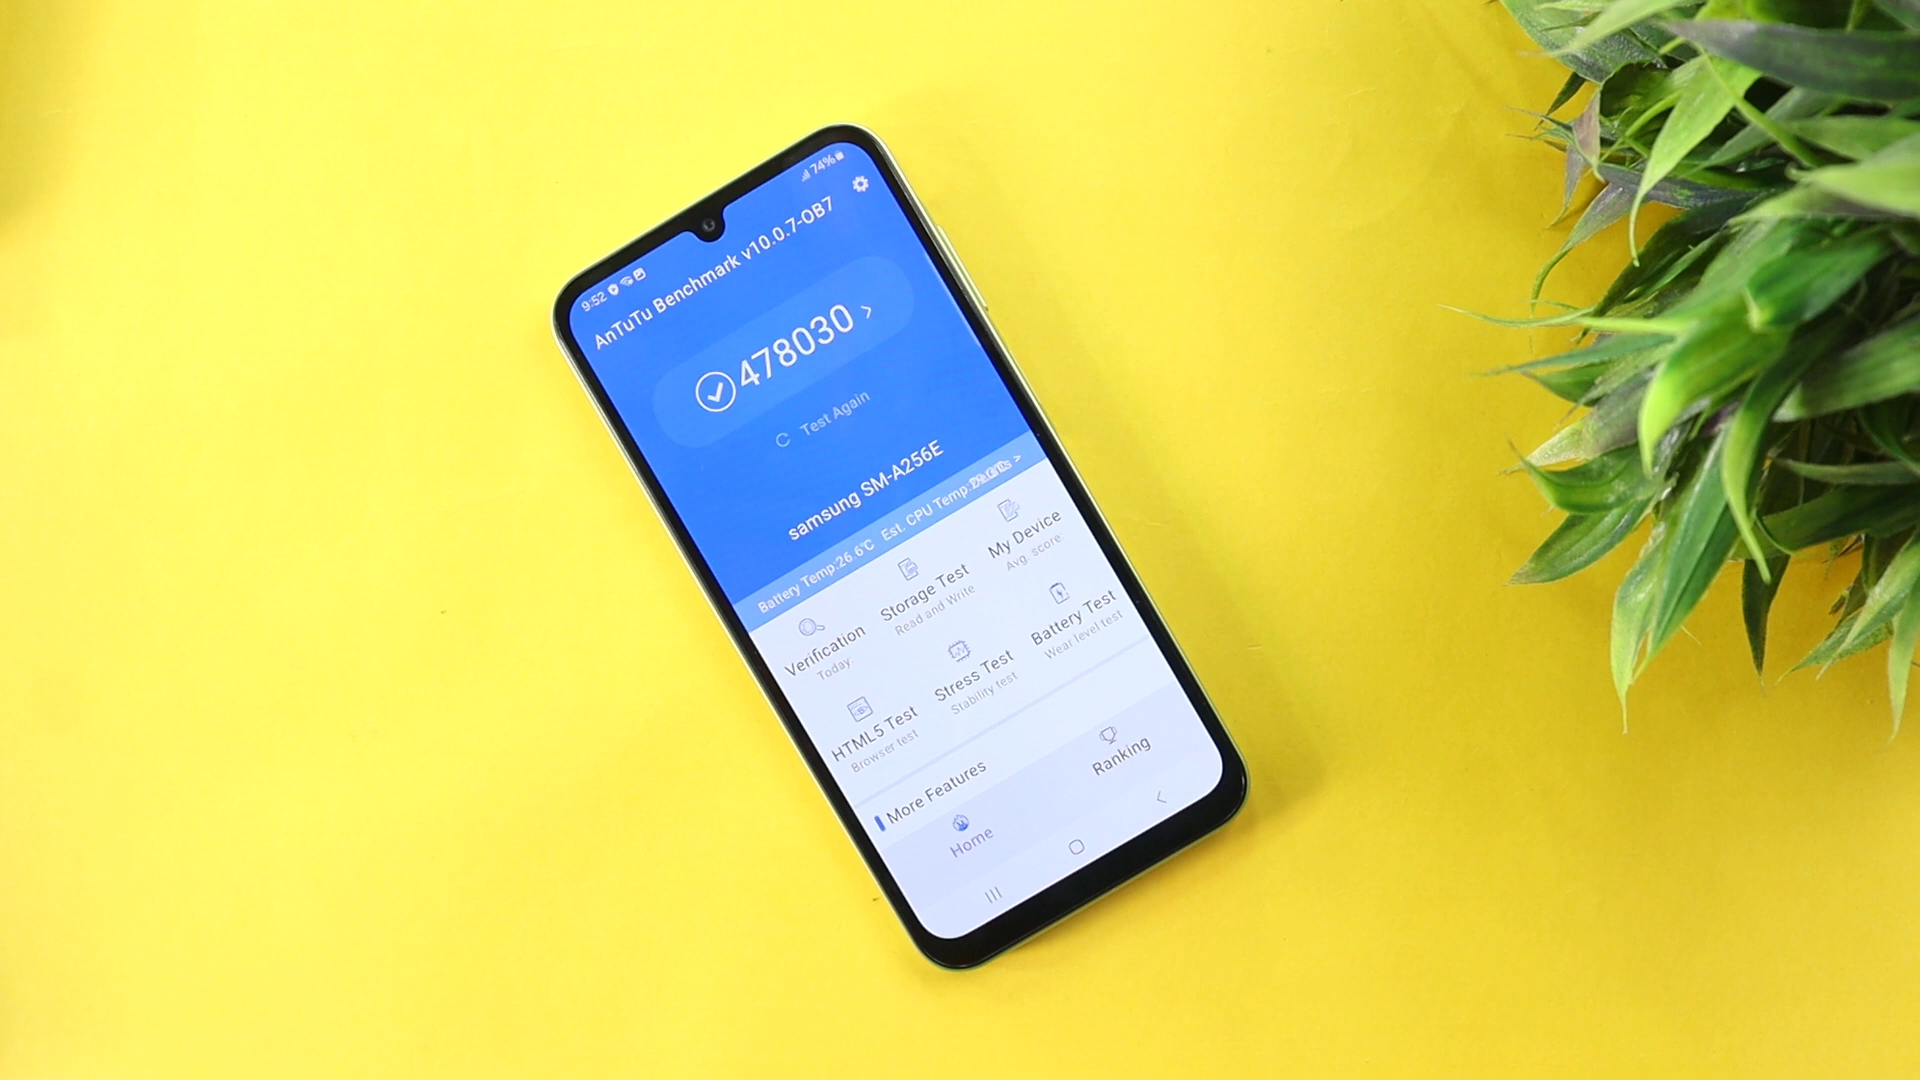 9:52
74%
AnTuTu Benchmark v10.0.7-OB7
478030 >
Test Again
samsung SM-A256E
Battery Temp:26.6℃ Est. CPU Temp: >
Verification
Today
Storage Test
Read and Write
My Device
Avg. score
HTML5 Test
Browser test
Stress Test
Stability test
Battery Test
Wear level test
More Features
Home
Ranking